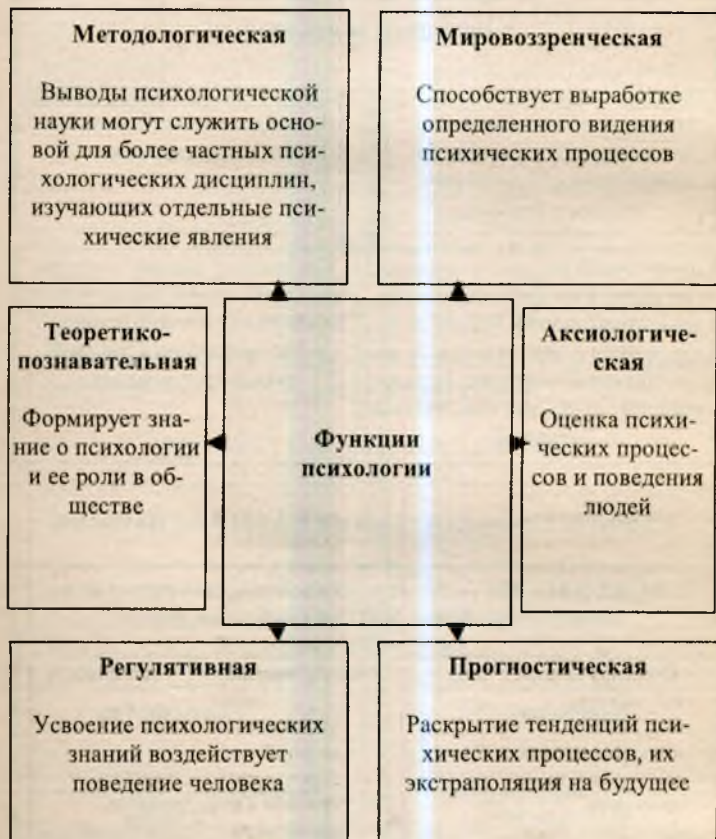 Методологическая
Выводы психологической
науки могут служить осно-
вой для более частных пси-
хологических дисциплин,
изучающих отдельные пси-
хические явления
Мировоззренческая
Способствует выработке
определенного видения
психических процессов
Теоретико-
познавательная
Формирует зна-
ние о психологии
и ее роли в об-
ществе
Функции
психологии
Аксиологиче-
ская
Оценка психи-
ческих процес-
сов и поведения
людей
Регулятивная
Усвоение психологических
знаний воздействует
поведение человека
Прогностическая
Раскрытие тенденций пси-
хических процессов, их
экстраполяция на будущее